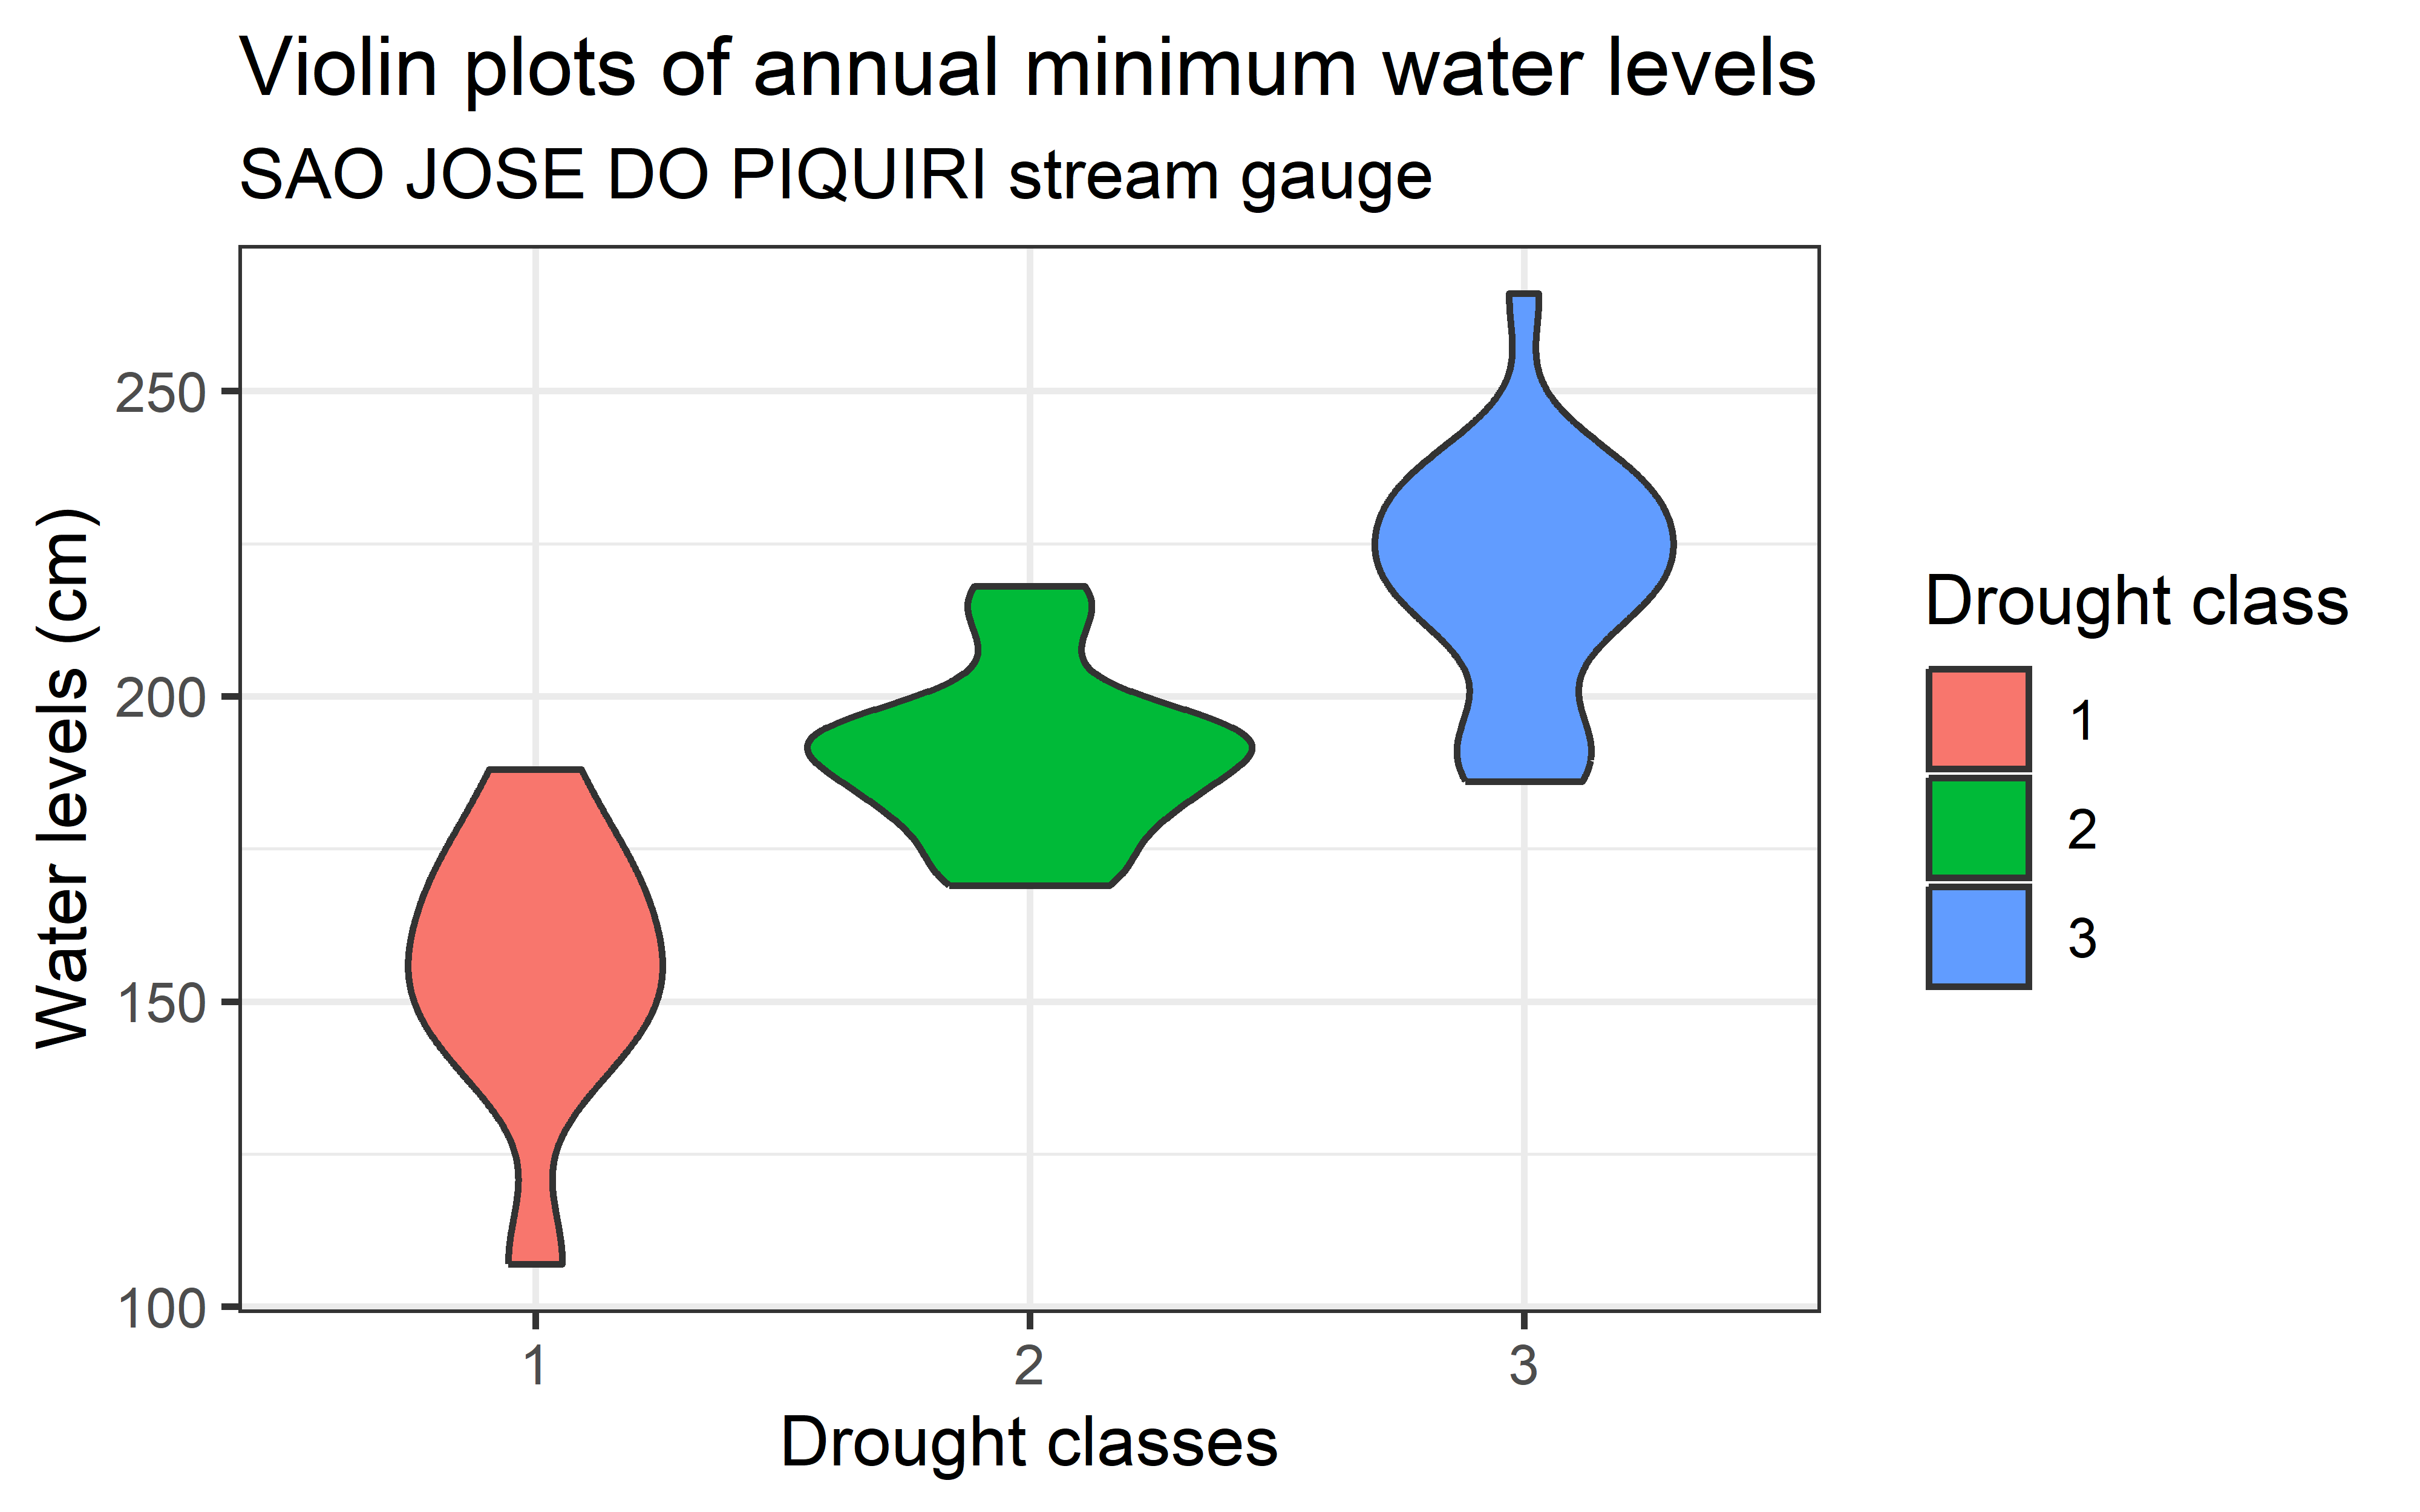 Violin plots of annual minimum water levels
SAO JOSE DO PIQUIRI stream gauge
Water levels (cm)
250
200
150
100
1
2
3
Drought classes
Drought class
1
2
3